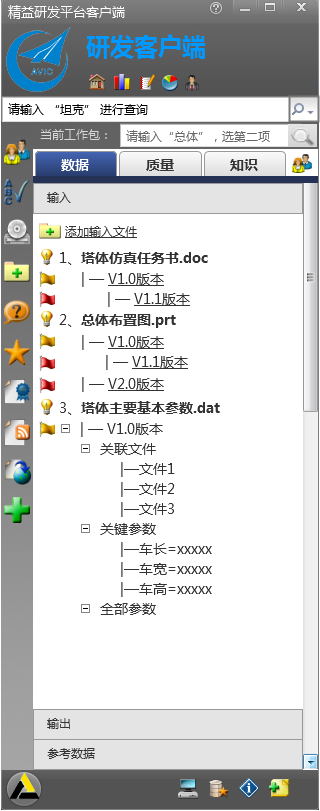 精益研发平台客户端
AVIC
研发客户端
请输入 “坦克” 进行查询
当前工作包：
请输入“总体”，选第二项
数据
质量
知识
输入
ABC
添加输入文件
1、塔体仿真任务书.doc
|— V1.0版本
|— V1.1版本
2、总体布置图.prt
|— V1.0版本
|— V1.1版本
|— V2.0版本
3、塔体主要基本参数.dat
|— V1.0版本
关联文件
|—文件1
|—文件2
|—文件3
关键参数
|—车长=xxxxx
|—车宽=xxxxx
|—车高=xxxxx
全部参数
输出
参考数据